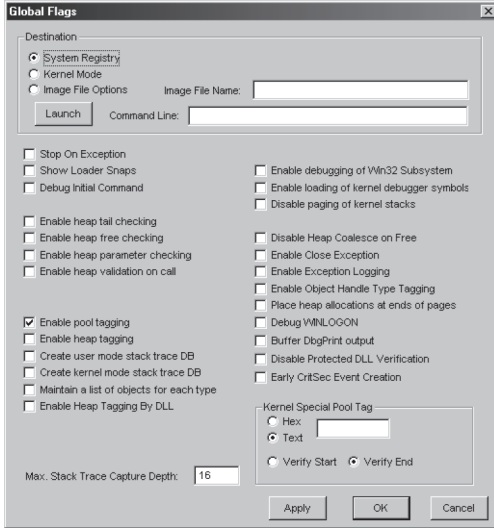 Global Flags
Destination
System Registry
Kernel Mode
Image File Options
Image File Name:
Launch
Command Line:
Stop On Exception
Show Loader Snaps
Debug Initial Command
Enable heap tail checking
Enable heap free checking
Enable heap parameter checking
Enable heap validation on call
Enable pool tagging
Enable heap tagging
Create user mode stack trace DB
Create kernel mode stack trace DB
Maintain a list of objects for each type
Enable Heap Tagging By DLL
Max. Stack Trace Capture Depth: 16
Enable debugging of Win32 Subsystem
Enable loading of kernel debugger symbols
Disable paging of kernel stacks
Disable Heap Coalesce on Free
Enable Close Exception
Enable Exception Logging
Enable Object Handle Type Tagging
Place heap allocations at ends of pages
Debug WINLOGON
Buffer DbgPrint output
Disable Protected DLL Verification
Early CritSec Event Creation
Kernel Special Pool Tag
Hex
Text
Verify Start Verify End
Apply OK Cancel